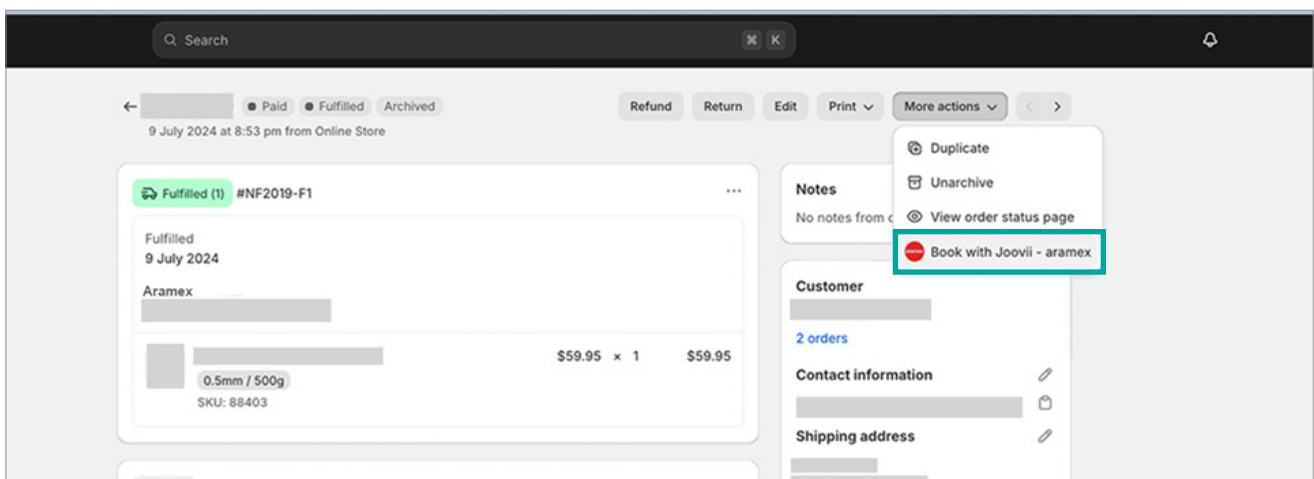 Search ⌘ K
Paid Fulfilled Archived Refund Return Edit Print More actions
9 July 2024 at 8:53 pm from Online Store
Duplicate
Unarchive
View order status page
Book with Joovii - aramex
Fulfilled (1) #NF2019-F1 ...
Fulfilled
9 July 2024
Aramex
$59.95 × 1 $59.95
0.5mm / 500g
SKU: 88403
Notes
No notes from
Customer
2 orders
Contact information
Shipping address